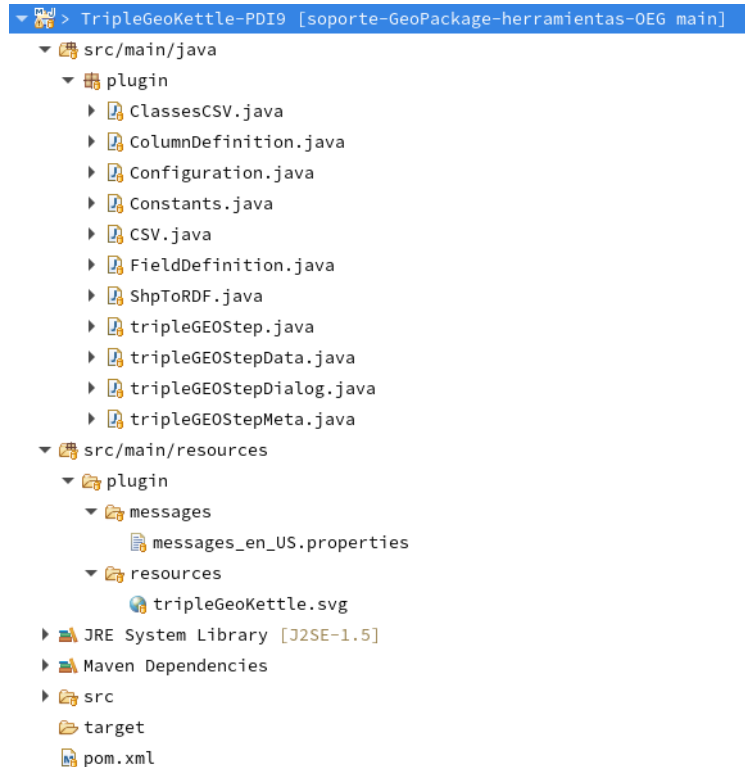 > TripleGeoKettle-PDI9 [soporte-GeoPackage-herramientas-OEG main]
src/main/java
plugin
ClassesCSV.java
ColumnDefinition.java
Configuration.java
Constants.java
CSV.java
FieldDefinition.java
ShpToRDF.java
tripleGEOStep.java
tripleGEOStepData.java
tripleGEOStepDialog.java
tripleGEOStepMeta.java
src/main/resources
plugin
messages
messages_en_US.properties
resources
tripleGeoKettle.svg
JRE System Library [J2SE-1.5]
Maven Dependencies
src
target
pom.xml